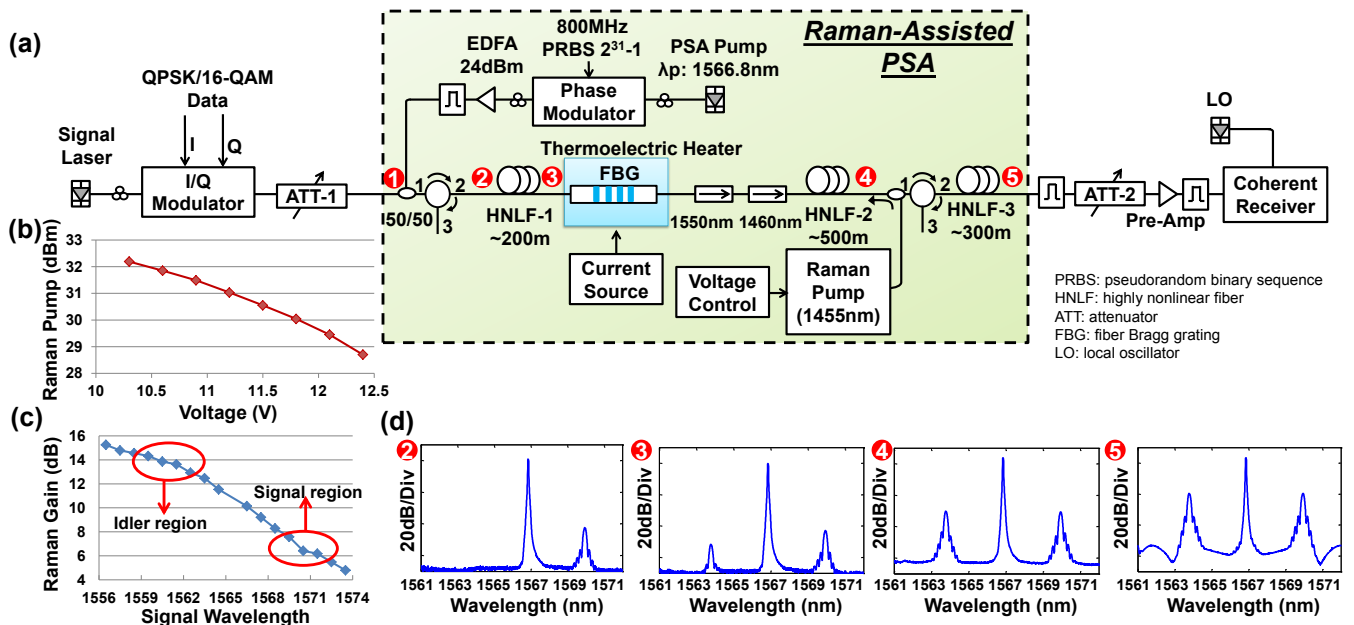 (a)
QPSK/16-QAM
Data
I
Q
Signal
Laser
I/Q
Modulator
ATT-1
Raman-Assisted
PSA
EDFA
24dBm
800MHz
PRBS 2³¹-1
Phase
Modulator
PSA Pump
λp: 1566.8nm
1
1
2
3
50/50
2
HNLF-1
~200m
3
Thermoelectric Heater
FBG
Current
Source
1550nm
1460nm
HNLF-2
~500m
4
Voltage
Control
Raman
Pump
(1455nm)
1
2
3
HNLF-3
~300m
5
ATT-2
Pre-Amp
LO
Coherent
Receiver
PRBS: pseudorandom binary sequence
HNLF: highly nonlinear fiber
ATT: attenuator
FBG: fiber Bragg grating
LO: local oscillator
(b)
Raman Pump (dBm)
33
32
31
30
29
28
10 10.5 11 11.5 12 12.5
Voltage (V)
(c)
Raman Gain (dB)
16
14
12
10
8
6
4
Idler region
Signal region
1556 1559 1562 1565 1568 1571 1574
Signal Wavelength
(d)
2
20dB/Div
1561 1563 1565 1567 1569 1571
Wavelength (nm)
3
20dB/Div
1561 1563 1565 1567 1569 1571
Wavelength (nm)
4
20dB/Div
1561 1563 1565 1567 1569 1571
Wavelength (nm)
5
20dB/Div
1561 1563 1565 1567 1569 1571
Wavelength (nm)